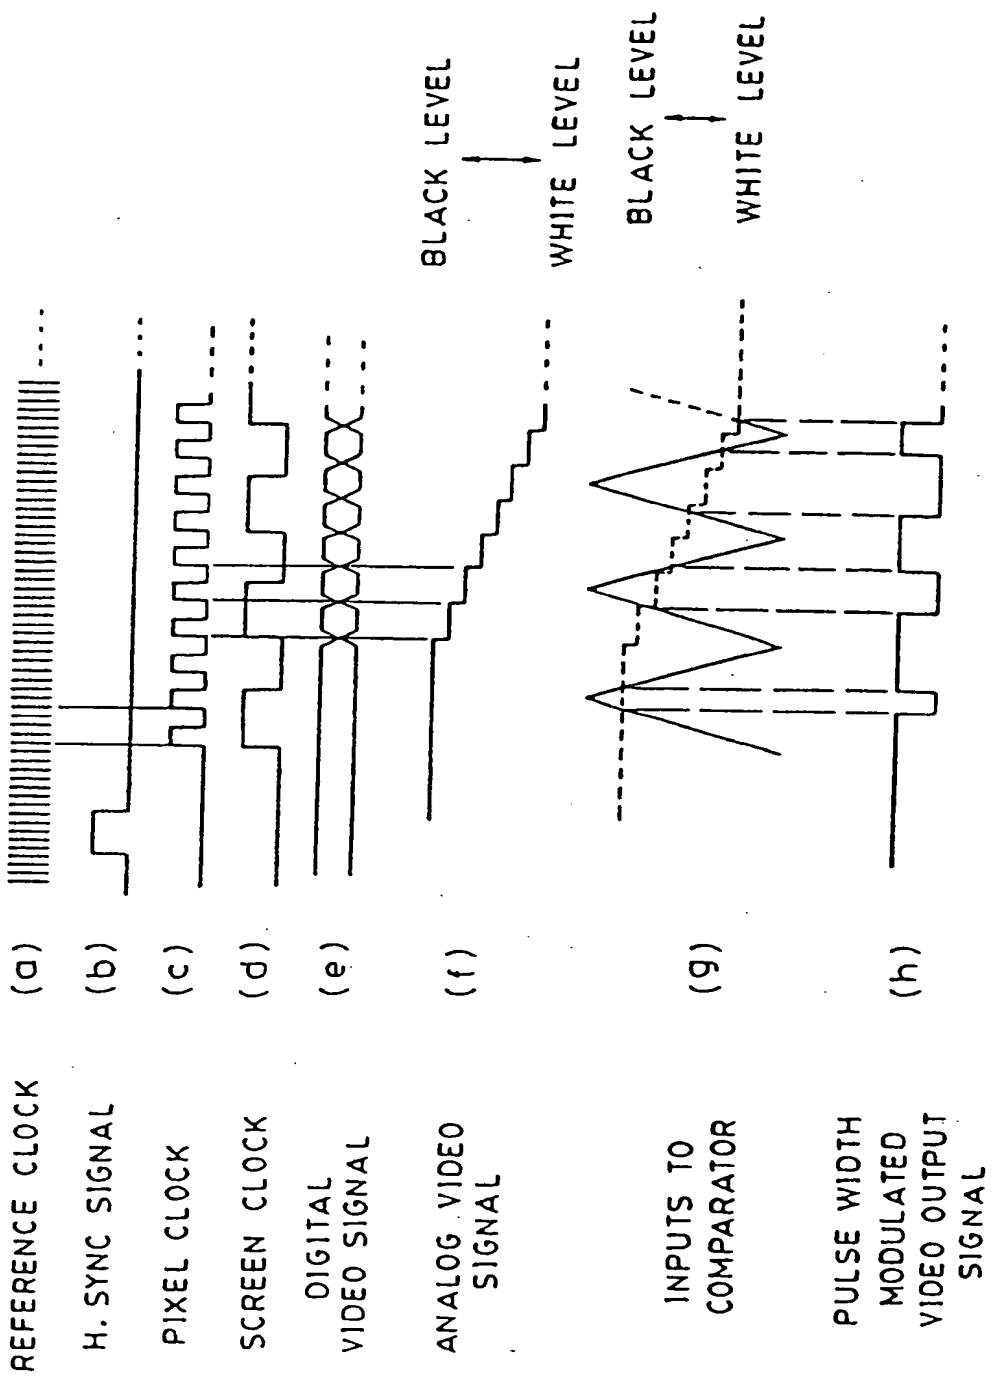 REFERENCE CLOCK (a)
H. SYNC SIGNAL (b)
PIXEL CLOCK (c)
SCREEN CLOCK (d)
DIGITAL
VIDEO SIGNAL (e)
ANALOG VIDEO
SIGNAL (f)
BLACK LEVEL
WHITE LEVEL
INPUTS TO
COMPARATOR (g)
BLACK LEVEL
WHITE LEVEL
PULSE WIDTH
MODULATED (h)
VIDEO OUTPUT
SIGNAL